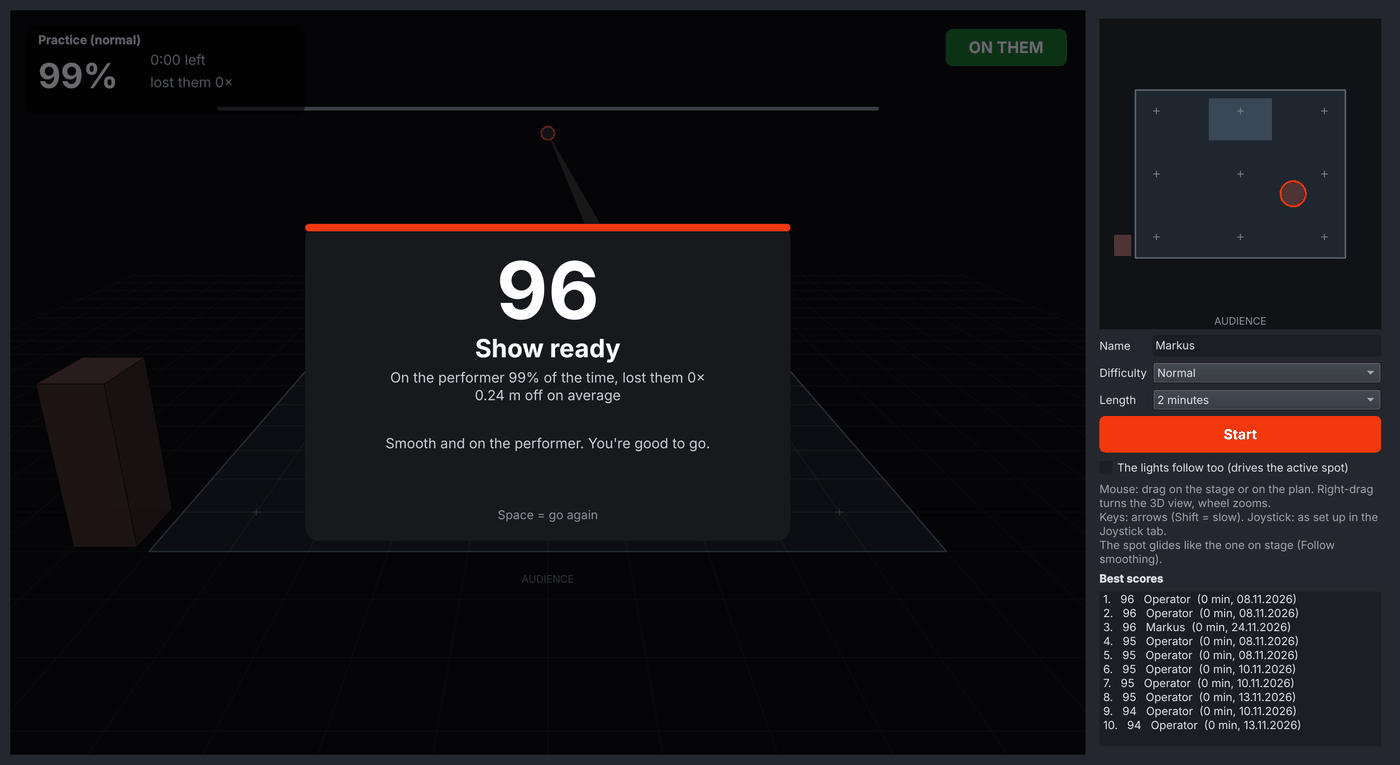 Practice (normal)
99%
0:00 left
lost them 0×
ON THEM
96
Show ready
On the performer 99% of the time, lost them 0×
0.24 m off on average
Smooth and on the performer. You're good to go.
Space = go again
AUDIENCE
AUDIENCE
Name Markus
Difficulty Normal
Length 2 minutes
Start
The lights follow too (drives the active spot)
Mouse: drag on the stage or on the plan. Right-drag
turns the 3D view, wheel zooms.
Keys: arrows (Shift = slow). Joystick: as set up in the
Joystick tab.
The spot glides like the one on stage (Follow
smoothing).
Best scores
1. 96 Operator (0 min, 08.11.2026)
2. 96 Operator (0 min, 08.11.2026)
3. 96 Markus (0 min, 24.11.2026)
4. 95 Operator (0 min, 08.11.2026)
5. 95 Operator (0 min, 08.11.2026)
6. 95 Operator (0 min, 10.11.2026)
7. 95 Operator (0 min, 10.11.2026)
8. 95 Operator (0 min, 13.11.2026)
9. 94 Operator (0 min, 10.11.2026)
10. 94 Operator (0 min, 13.11.2026)